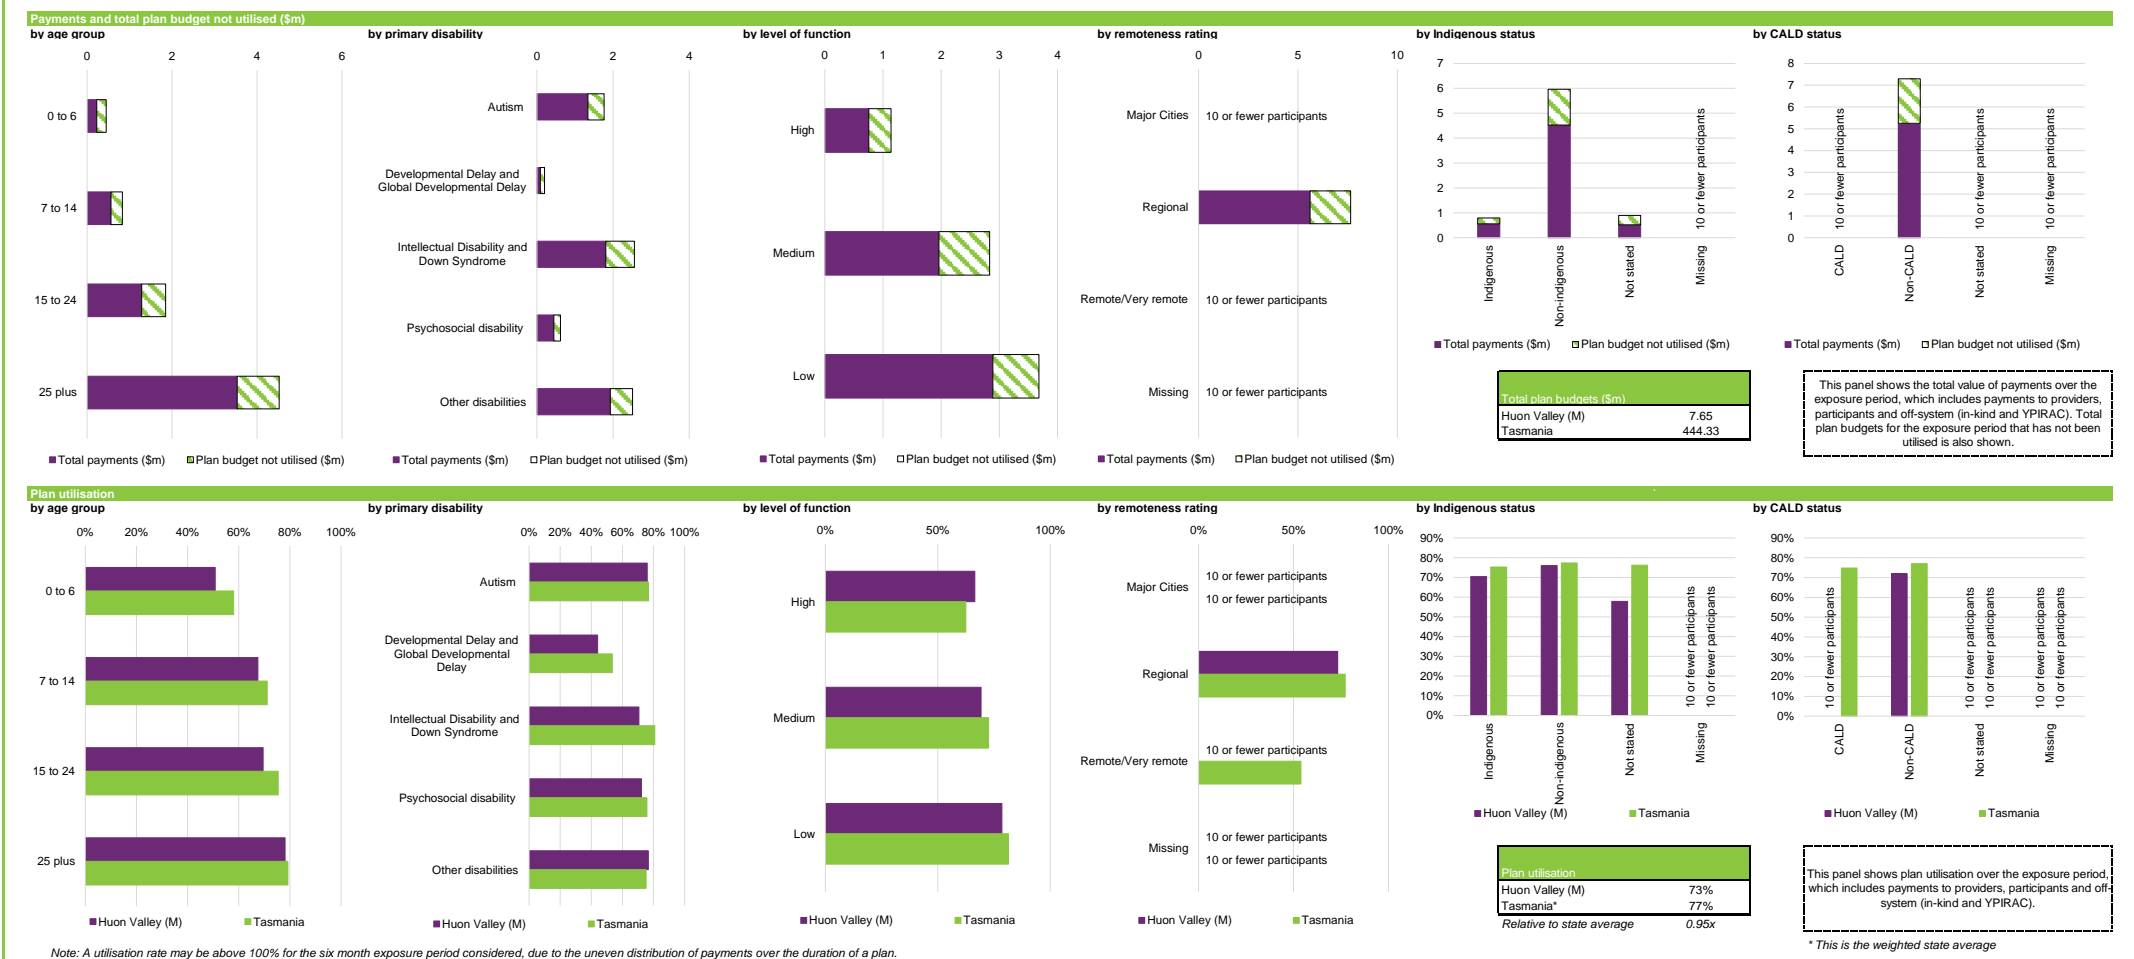 Payments and total plan budget not utilised ($m)
by age group
0 2 4 6
0 to 6
7 to 14
15 to 24
25 plus
Total payments ($m) Plan budget not utilised ($m)
by primary disability
0 2 4
Autism
Developmental Delay and
Global Developmental Delay
Intellectual Disability and
Down Syndrome
Psychosocial disability
Other disabilities
Total payments ($m) Plan budget not utilised ($m)
by level of function
0 1 2 3 4
High
Medium
Low
Total payments ($m) Plan budget not utilised ($m)
by remoteness rating
0 5 10
Major Cities 10 or fewer participants
Regional
Remote/Very remote 10 or fewer participants
Missing 10 or fewer participants
Total payments ($m) Plan budget not utilised ($m)
by Indigenous status
7
6
5
4
3
2
1
0
10 or fewer participants
Indigenous
Non-indigenous
Not stated
Missing
Total payments ($m) Plan budget not utilised ($m)
Total plan budgets ($m)
Huon Valley (M) 7.65
Tasmania 444.33
by CALD status
8
7
6
5
4
3
2
1
0
10 or fewer participants
10 or fewer participants
10 or fewer participants
CALD
Non-CALD
Not stated
Missing
Total payments ($m) Plan budget not utilised ($m)
This panel shows the total value of payments over the
exposure period, which includes payments to providers,
participants and off-system (in-kind and YPIRAC). Total
plan budgets for the exposure period that has not been
utilised is also shown.
Plan utilisation
by age group
0% 20% 40% 60% 80% 100%
0 to 6
7 to 14
15 to 24
25 plus
Huon Valley (M) Tasmania
by primary disability
0% 20% 40% 60% 80% 100%
Autism
Developmental Delay and
Global Developmental
Delay
Intellectual Disability and
Down Syndrome
Psychosocial disability
Other disabilities
Huon Valley (M) Tasmania
by level of function
0% 50% 100%
High
Medium
Low
Huon Valley (M) Tasmania
by remoteness rating
0% 50% 100%
Major Cities
10 or fewer participants
10 or fewer participants
Regional
Remote/Very remote
10 or fewer participants
Missing
10 or fewer participants
10 or fewer participants
Huon Valley (M) Tasmania
by Indigenous status
90%
80%
70%
60%
50%
40%
30%
20%
10%
0%
10 or fewer participants
10 or fewer participants
Indigenous
Non-indigenous
Not stated
Missing
Huon Valley (M) Tasmania
Plan utilisation
Huon Valley (M) 73%
Tasmania* 77%
Relative to state average 0.95x
by CALD status
90%
80%
70%
60%
50%
40%
30%
20%
10%
0%
10 or fewer participants
10 or fewer participants
10 or fewer participants
10 or fewer participants
10 or fewer participants
CALD
Non-CALD
Not stated
Missing
Huon Valley (M) Tasmania
This panel shows plan utilisation over the exposure period,
which includes payments to providers, participants and off-
system (in-kind and YPIRAC).
* This is the weighted state average
Note: A utilisation rate may be above 100% for the six month exposure period considered, due to the uneven distribution of payments over the duration of a plan.